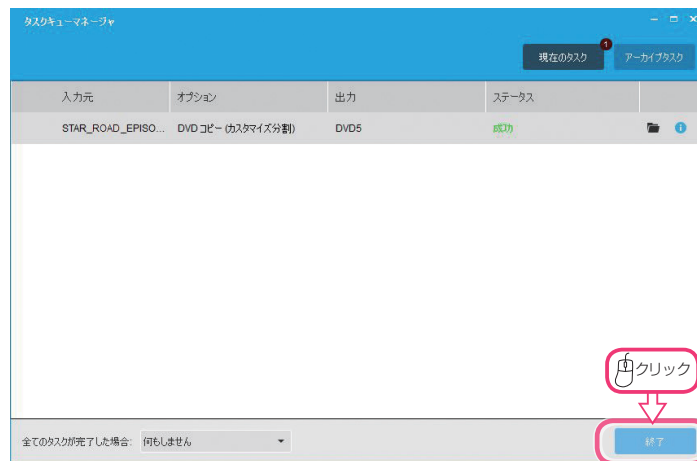 タスクキューマネージャ
現在のタスク 1 アーカイブタスク
入力元 オプション 出力 ステータス
STAR_ROAD_EPISO... DVD コピー (カスタマイズ分割) DVD5 成功
クリック
全てのタスクが完了した場合: 何もしません 終了